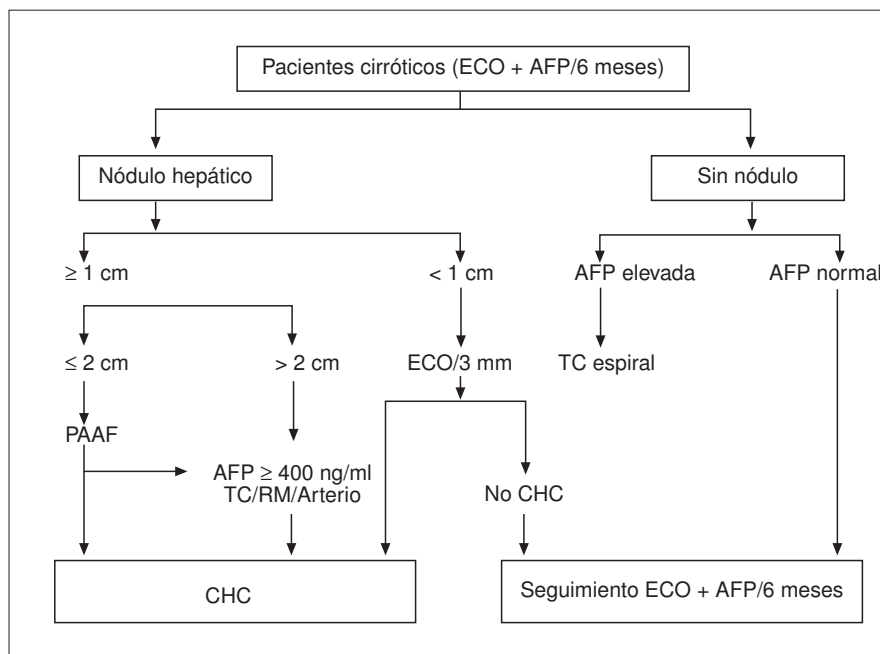 Pacientes cirróticos (ECO + AFP/6 meses)
Nódulo hepático
Sin nódulo
≥ 1 cm
< 1 cm
AFP elevada
AFP normal
≤ 2 cm
> 2 cm
ECO/3 mm
TC espiral
PAAF
AFP ≥ 400 ng/ml
TC/RM/Arterio
No CHC
CHC
Seguimiento ECO + AFP/6 meses